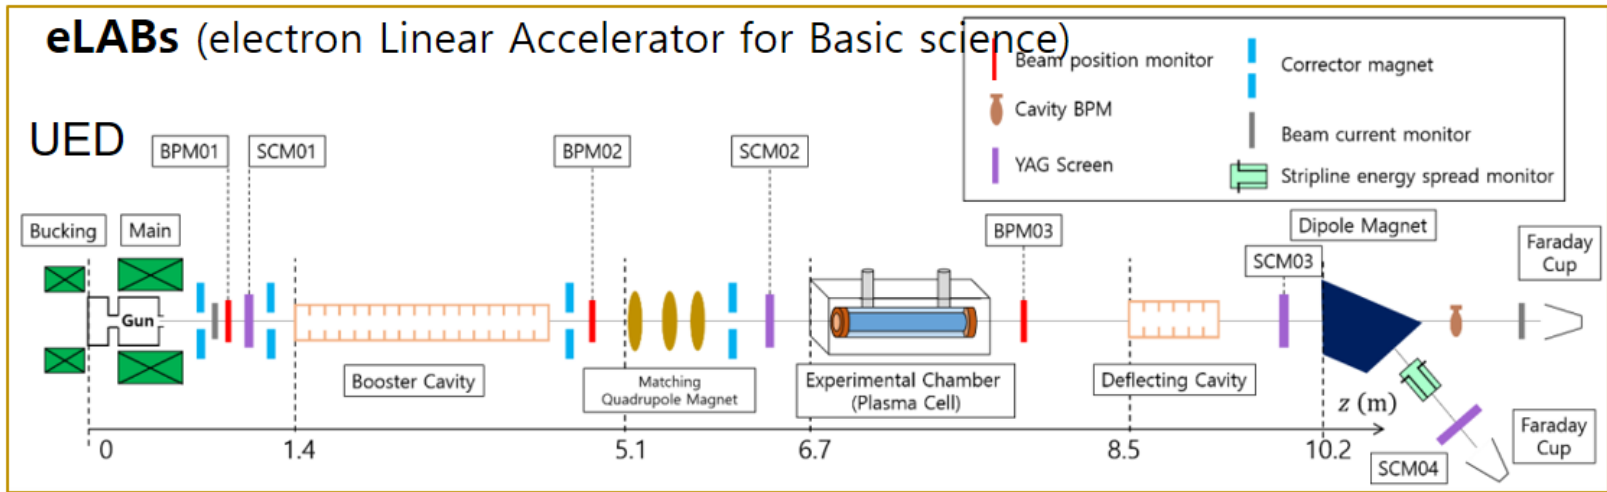 eLABs (electron Linear Accelerator for Basic science)
Beam position monitor
Corrector magnet
Cavity BPM
Beam current monitor
YAG Screen
Stripline energy spread monitor
UED
BPM01
SCM01
BPM02
SCM02
Bucking
Main
BPM03
Dipole Magnet
SCM03
Faraday
Cup
Gun
Booster Cavity
Matching
Quadrupole Magnet
Experimental Chamber
(Plasma Cell)
Deflecting Cavity
z (m)
0
1.4
5.1
6.7
8.5
10.2
SCM04
Faraday
Cup